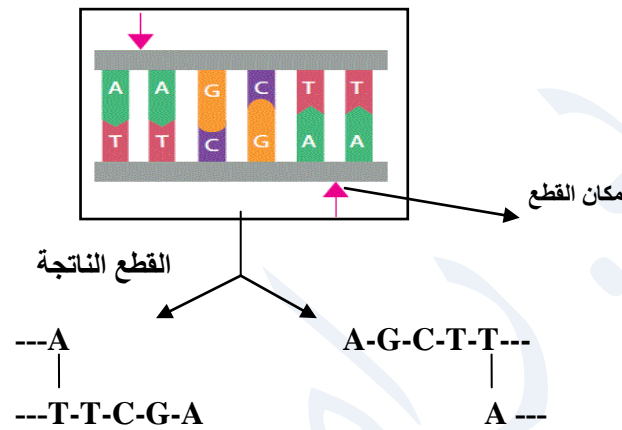 A A G C T T
T T C G A A
مكان القطع
القطع الناتجة
---A A-G-C-T-T---
---T-T-C-G-A A ---